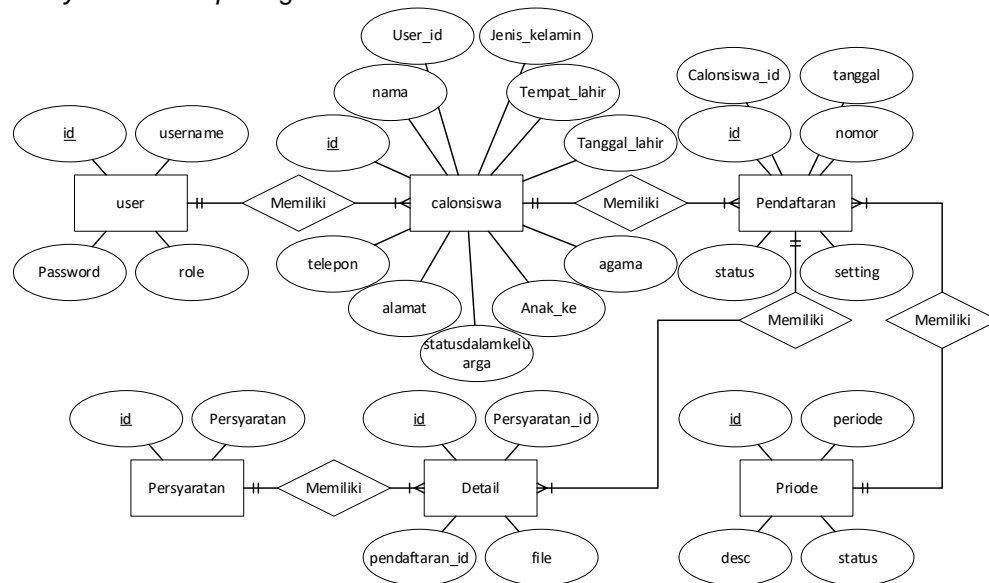 User_id
Jenis_kelamin
Calonsiswa_id
tanggal
nama
Tempat_lahir
id
username
id
Tanggal_lahir
id
nomor
user
Memiliki
calonsiswa
Memiliki
Pendaftaran
Password
role
telepon
agama
status
setting
alamat
Anak_ke
Memiliki
Memiliki
statusdalamkelu
arga
id
Persyaratan
id
Persyaratan_id
id
periode
Persyaratan
Memiliki
Detail
Priode
pendaftaran_id
file
desc
status